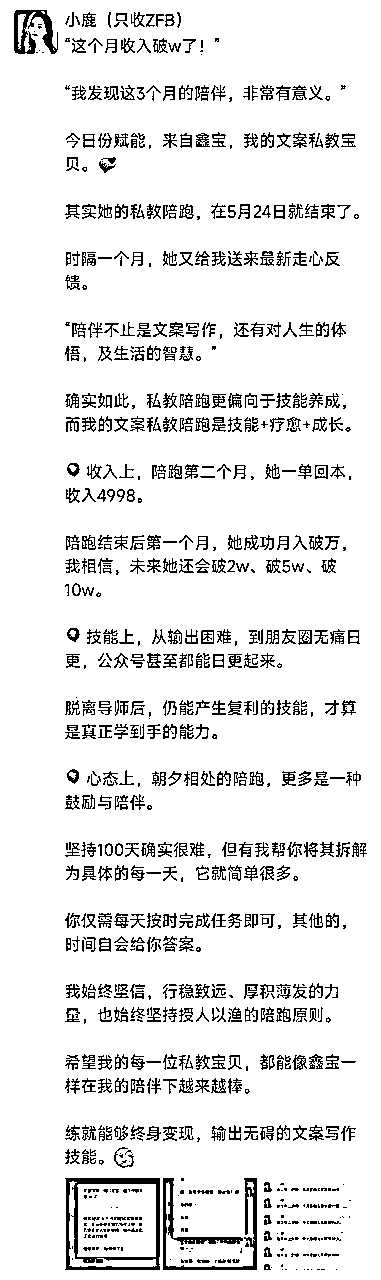 小鹿（只收ZFB）
“这个月收入破w了！”
“我发现这3个月的陪伴，非常有意义。”
今日份赋能，来自鑫宝，我的文案私教宝
贝。
其实她的私教陪跑，在5月24日就结束了。
时隔一个月，她又给我送来最新走心反
馈。
“陪伴不止是文案写作，还有对人生的体
悟，及生活的智慧。”
确实如此，私教陪跑更偏向于技能养成，
而我的文案私教陪跑是技能+疗愈+成长。
收入上，陪跑第二个月，她一单回本，
收入4998。
陪跑结束后第一个月，她成功月入破万，
我相信，未来她还会破2w、破5w、破
10w。
技能上，从输出困难，到朋友圈无痛日
更，公众号甚至都能日更起来。
脱离导师后，仍能产生复利的技能，才算
是真正学到手的能力。
心态上，朝夕相处的陪跑，更多是一种
鼓励与陪伴。
坚持100天确实很难，但有我帮你将其拆解
为具体的每一天，它就简单很多。
你仅需每天按时完成任务即可，其他的，
时间自会给你答案。
我始终坚信，行稳致远、厚积薄发的力
量，也始终坚持授人以渔的陪跑原则。
希望我的每一位私教宝贝，都能像鑫宝一
样在我的陪伴下越来越棒。
练就能够终身变现，输出无碍的文案写作
技能。